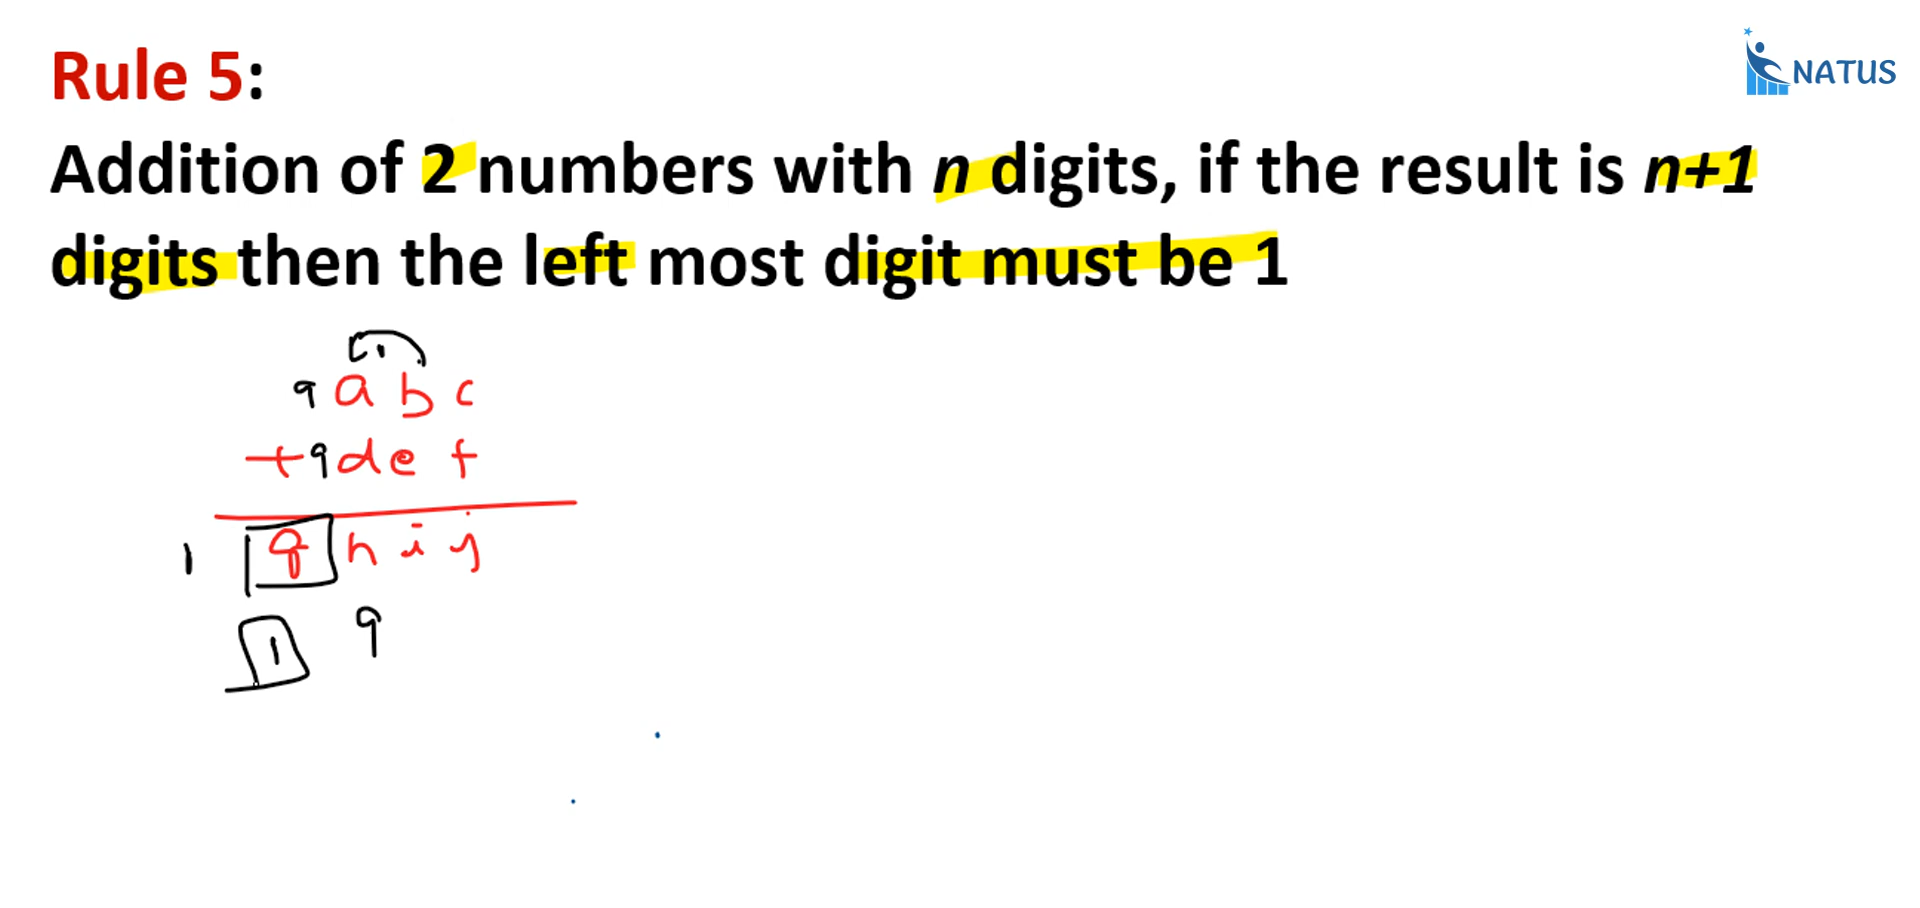 NATUS
Rule 5:
Addition of 2 numbers with n digits, if the result is n+1
digits then the left most digit must be 1
1
9 a b c
+ 9 d e f
1 g h i j
1 9